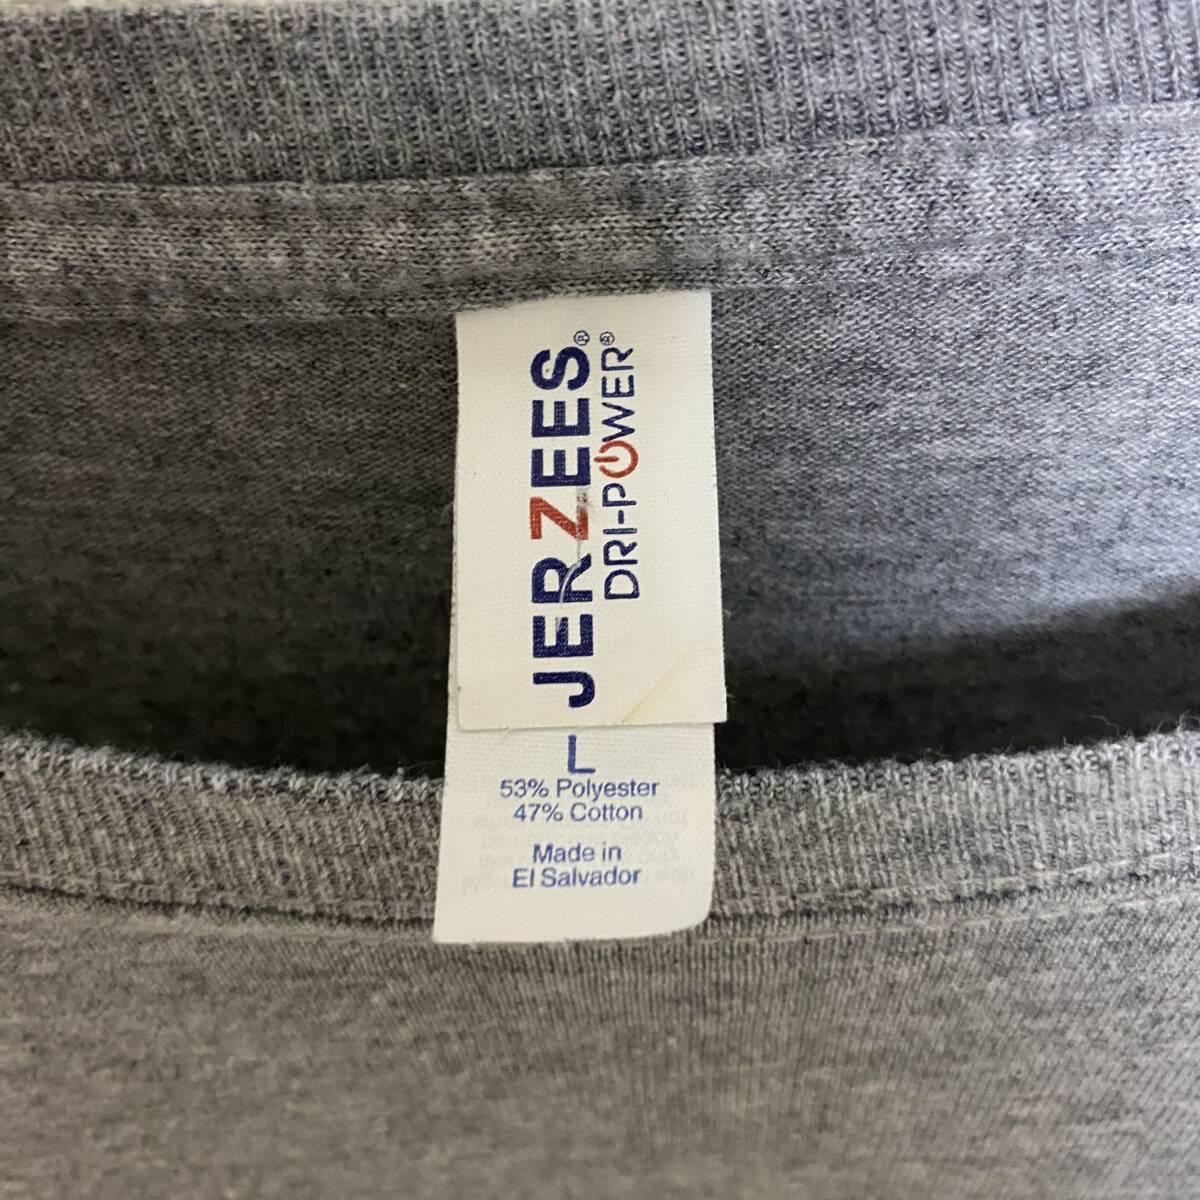 JERZEES®
DRI-POWER®
L
53% Polyester
47% Cotton
Made in
El Salvador